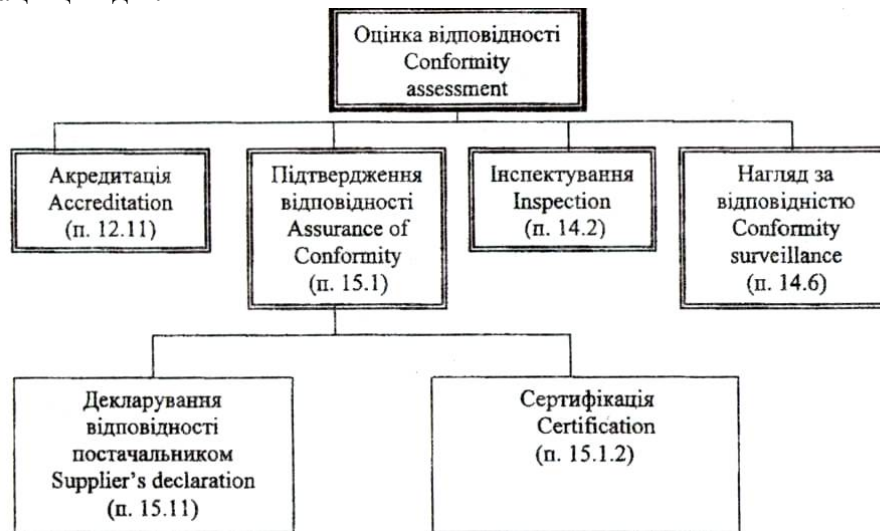 Оцінка відповідності
Conformity
assessment
Акредитація
Accreditation
(п. 12.11)
Підтвердження
відповідності
Assurance of
Conformity
(п. 15.1)
Інспектування
Inspection
(п. 14.2)
Нагляд за
відповідністю
Conformity
surveillance
(п. 14.6)
Декларування
відповідності
постачальником
Supplier's declaration
(п. 15.11)
Сертифікація
Certification
(п. 15.1.2)